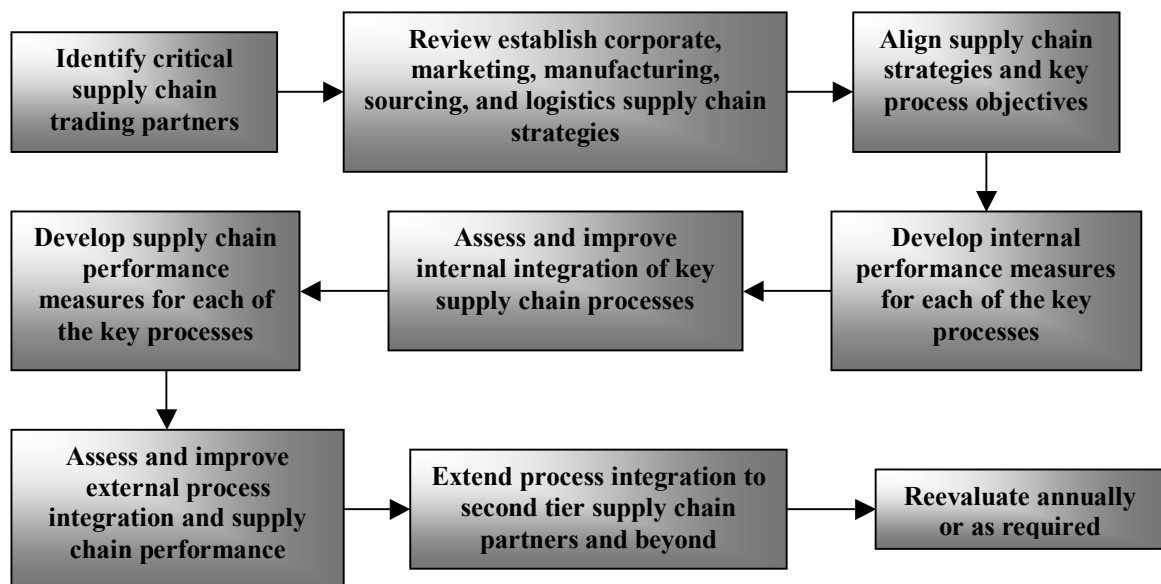 Identify critical
supply chain
trading partners
Review establish corporate,
marketing, manufacturing,
sourcing, and logistics supply chain
strategies
Align supply chain
strategies and key
process objectives
Develop internal
performance measures
for each of the key
processes
Assess and improve
internal integration of key
supply chain processes
Develop supply chain
performance
measures for each of
the key processes
Assess and improve
external process
integration and supply
chain performance
Extend process integration to
second tier supply chain
partners and beyond
Reevaluate annually
or as required